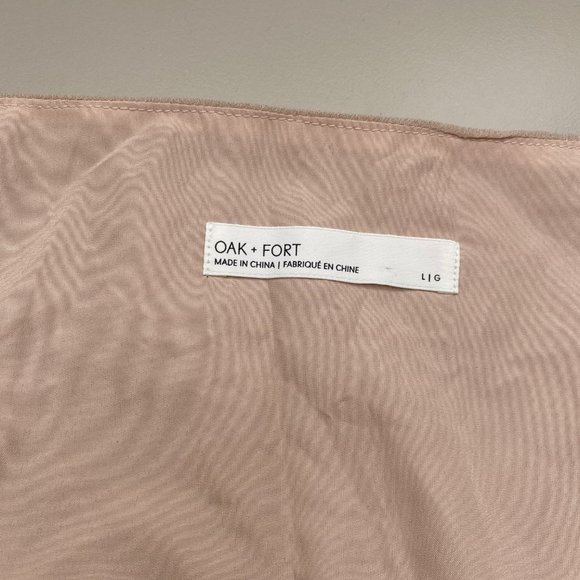 OAK + FORT
MADE IN CHINA | FABRIQUÉ EN CHINE
L | G